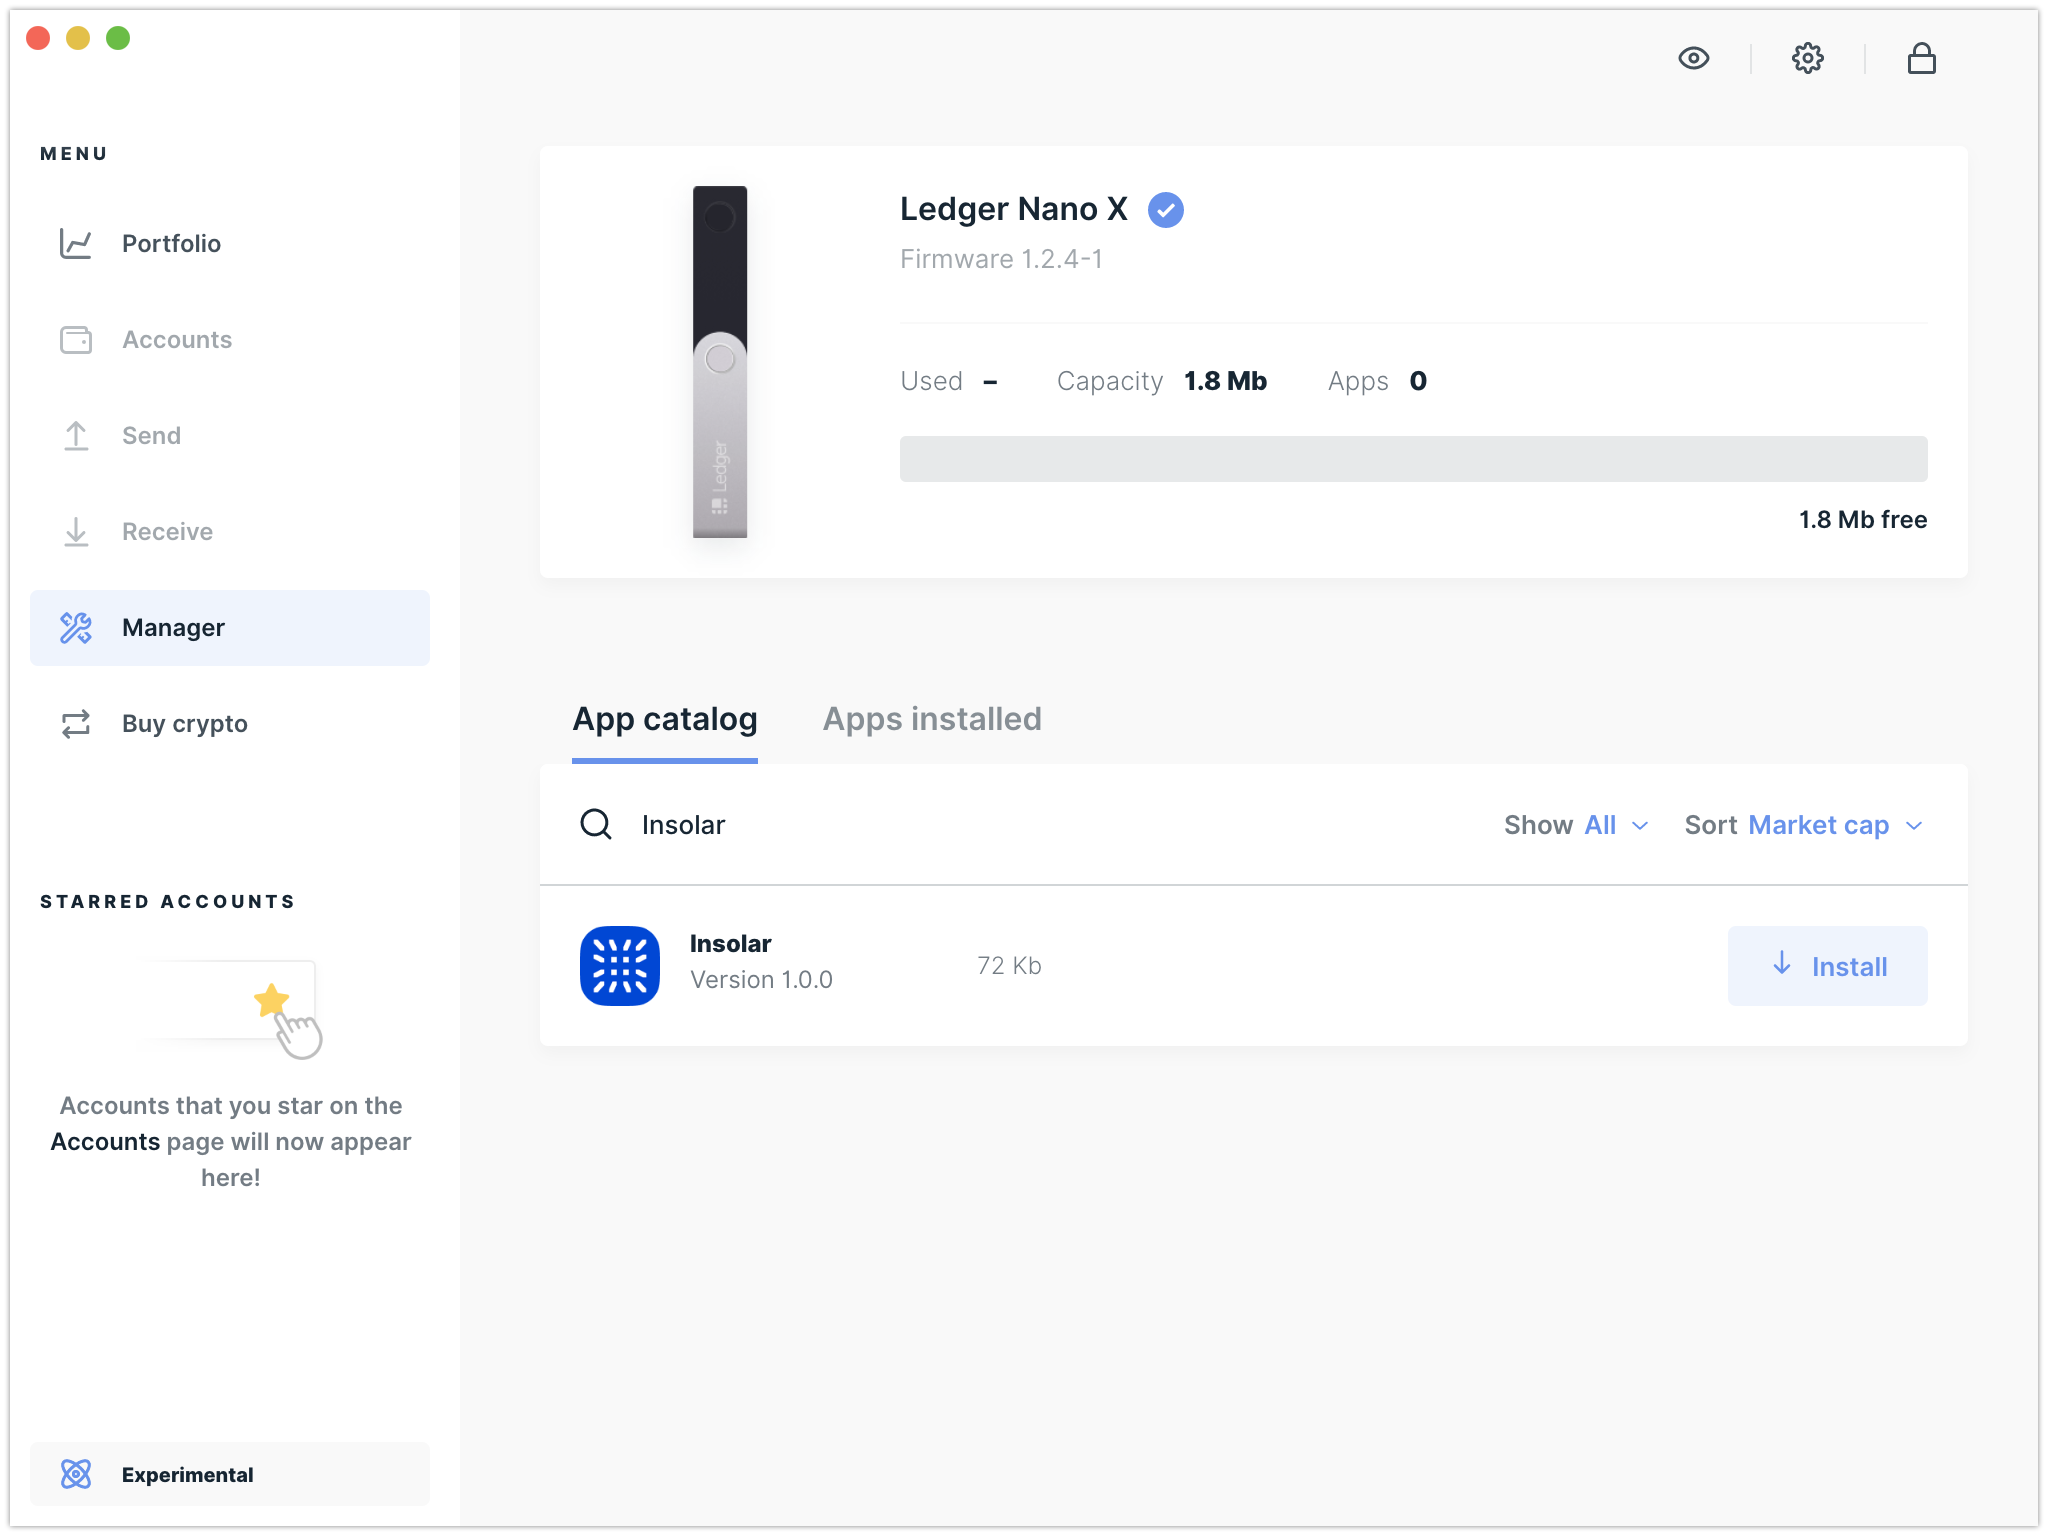 MENU
Portfolio
Accounts
Send
Receive
Manager
Buy crypto
STARRED ACCOUNTS
Accounts that you star on the
Accounts page will now appear
here!
Experimental
Ledger
Ledger Nano X
Firmware 1.2.4-1
Used – Capacity 1.8 Mb Apps 0
1.8 Mb free
App catalog Apps installed
Insolar Show All Sort Market cap
Insolar
Version 1.0.0
72 Kb
Install